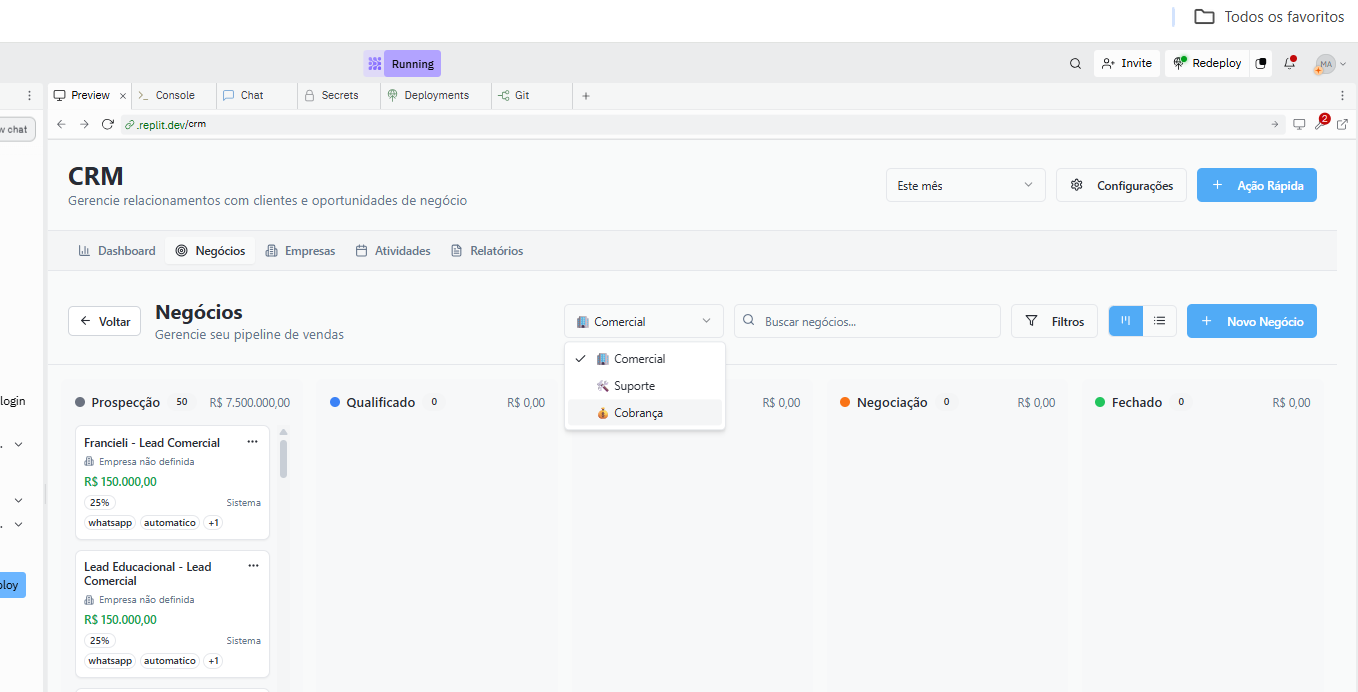 Todos os favoritos
Running
Invite
Redeploy
MA
Preview
Console
Chat
Secrets
Deployments
Git
w chat
.replit.dev/crm
2
CRM
Gerencie relacionamentos com clientes e oportunidades de negócio
Este mês
Configurações
Ação Rápida
Dashboard
Negócios
Empresas
Atividades
Relatórios
Voltar
Negócios
Gerencie seu pipeline de vendas
Comercial
Buscar negócios...
Filtros
Novo Negócio
Comercial
Suporte
Cobrança
Prospecção 50 R$ 7.500.000,00
Qualificado 0 R$ 0,00
R$ 0,00
Negociação 0 R$ 0,00
Fechado 0 R$ 0,00
login
ploy
Francieli - Lead Comercial
Empresa não definida
R$ 150.000,00
25% Sistema
whatsapp automatico +1
Lead Educacional - Lead
Comercial
Empresa não definida
R$ 150.000,00
25% Sistema
whatsapp automatico +1